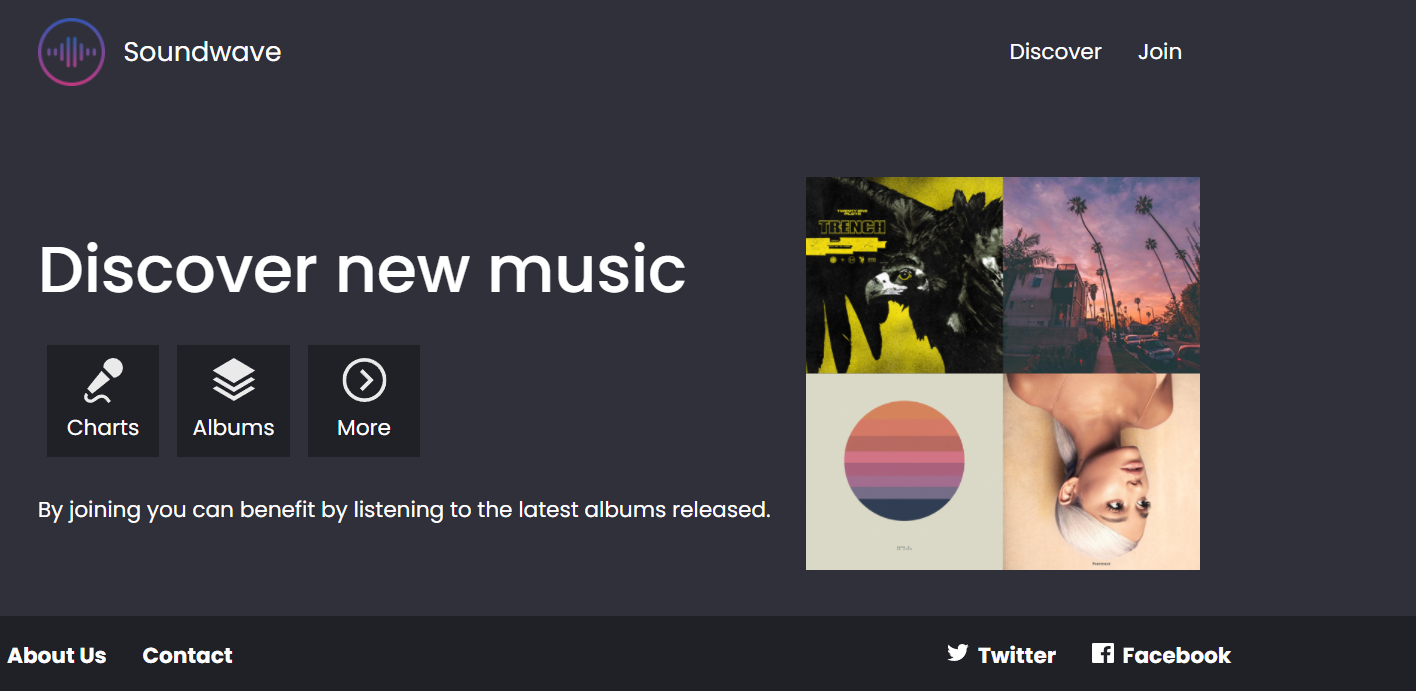 Soundwave
Discover Join
TRENCH
Discover new music
Charts Albums More
By joining you can benefit by listening to the latest albums released.
About Us Contact Twitter Facebook